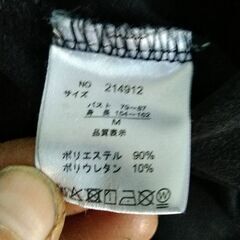 NO 214912
サイズ
バスト 79~87
身長 154~162
M
品質表示
ポリエステル 90%
ポリウレタン 10%